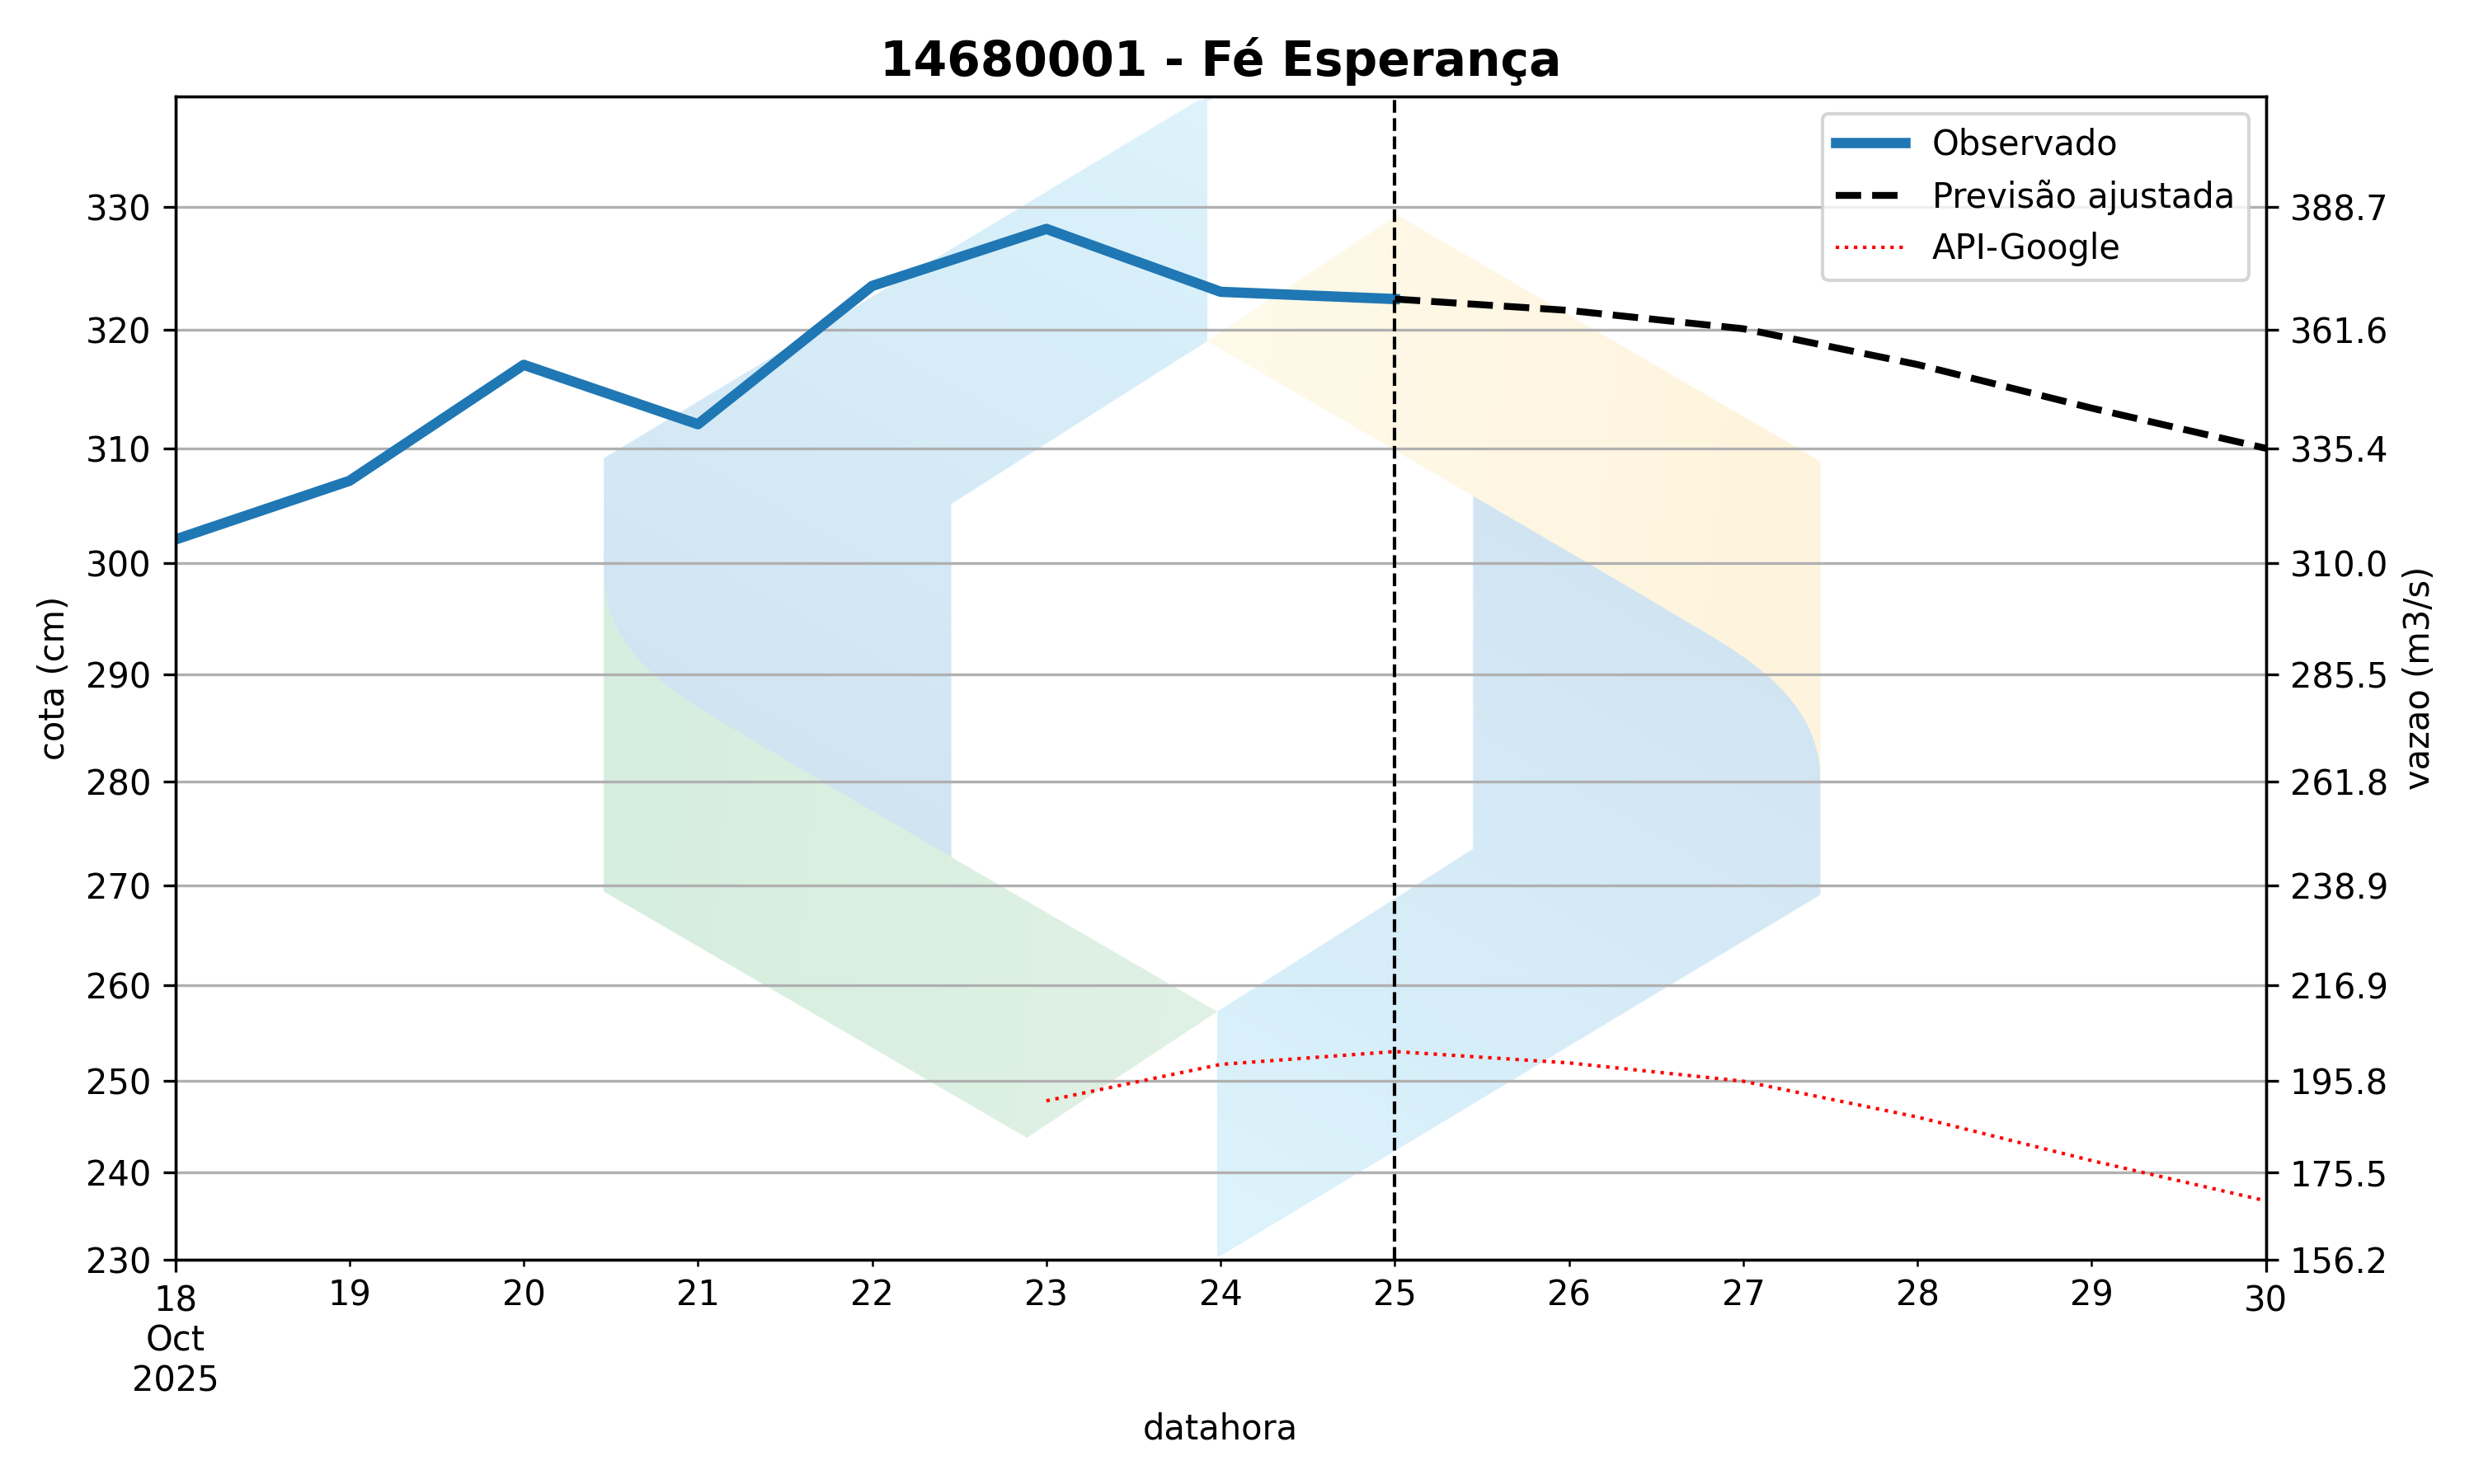 14680001 - Fé Esperança
Observado
Previsão ajustada
API-Google
330
320
310
300
290
280
270
260
250
240
230
cota (cm)
388.7
361.6
335.4
310.0
285.5
261.8
238.9
216.9
195.8
175.5
156.2
vazao (m3/s)
18 19 20 21 22 23 24 25 26 27 28 29 30
Oct
2025
datahora